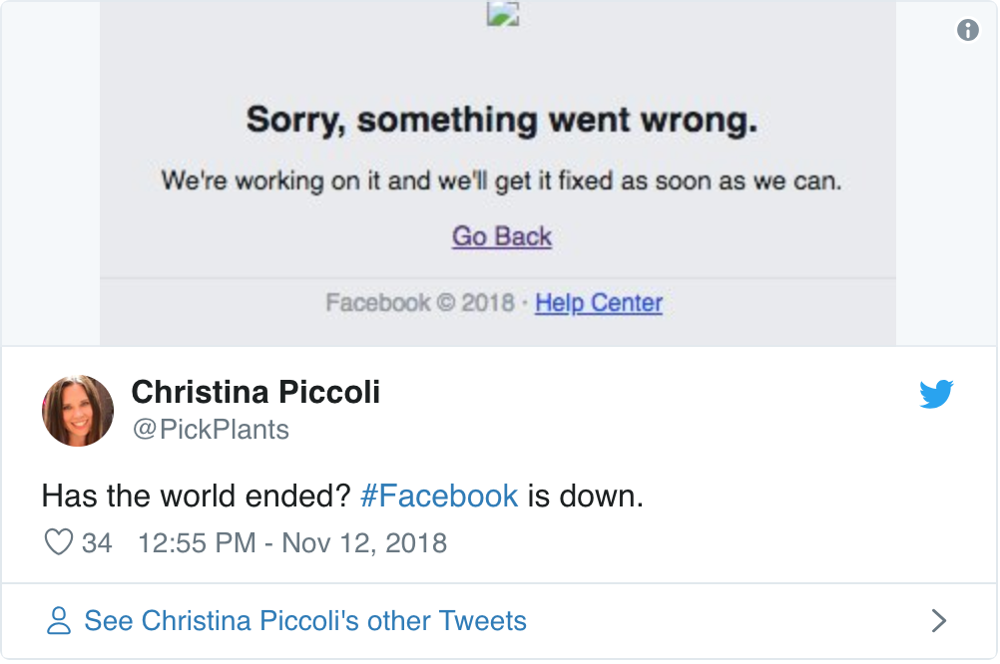 Sorry, something went wrong.
We're working on it and we'll get it fixed as soon as we can.
Go Back
Facebook © 2018 · Help Center
Christina Piccoli
@PickPlants
Has the world ended? #Facebook is down.
34 12:55 PM - Nov 12, 2018
See Christina Piccoli's other Tweets